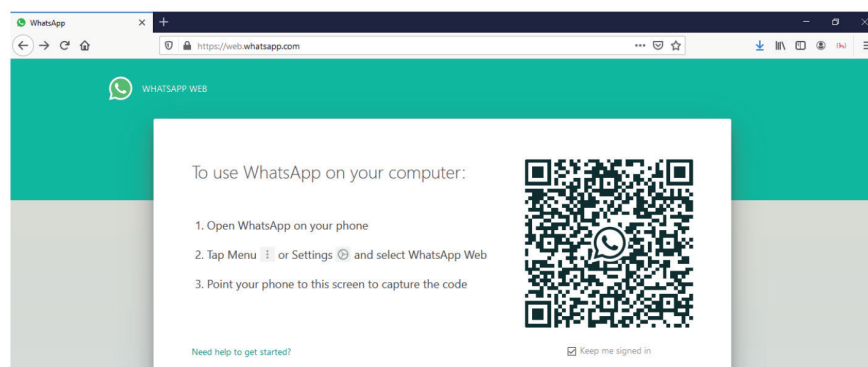 WhatsApp
https://web.whatsapp.com
WHATSAPP WEB
To use WhatsApp on your computer:
1. Open WhatsApp on your phone
2. Tap Menu or Settings and select WhatsApp Web
3. Point your phone to this screen to capture the code
Need help to get started?
Keep me signed in